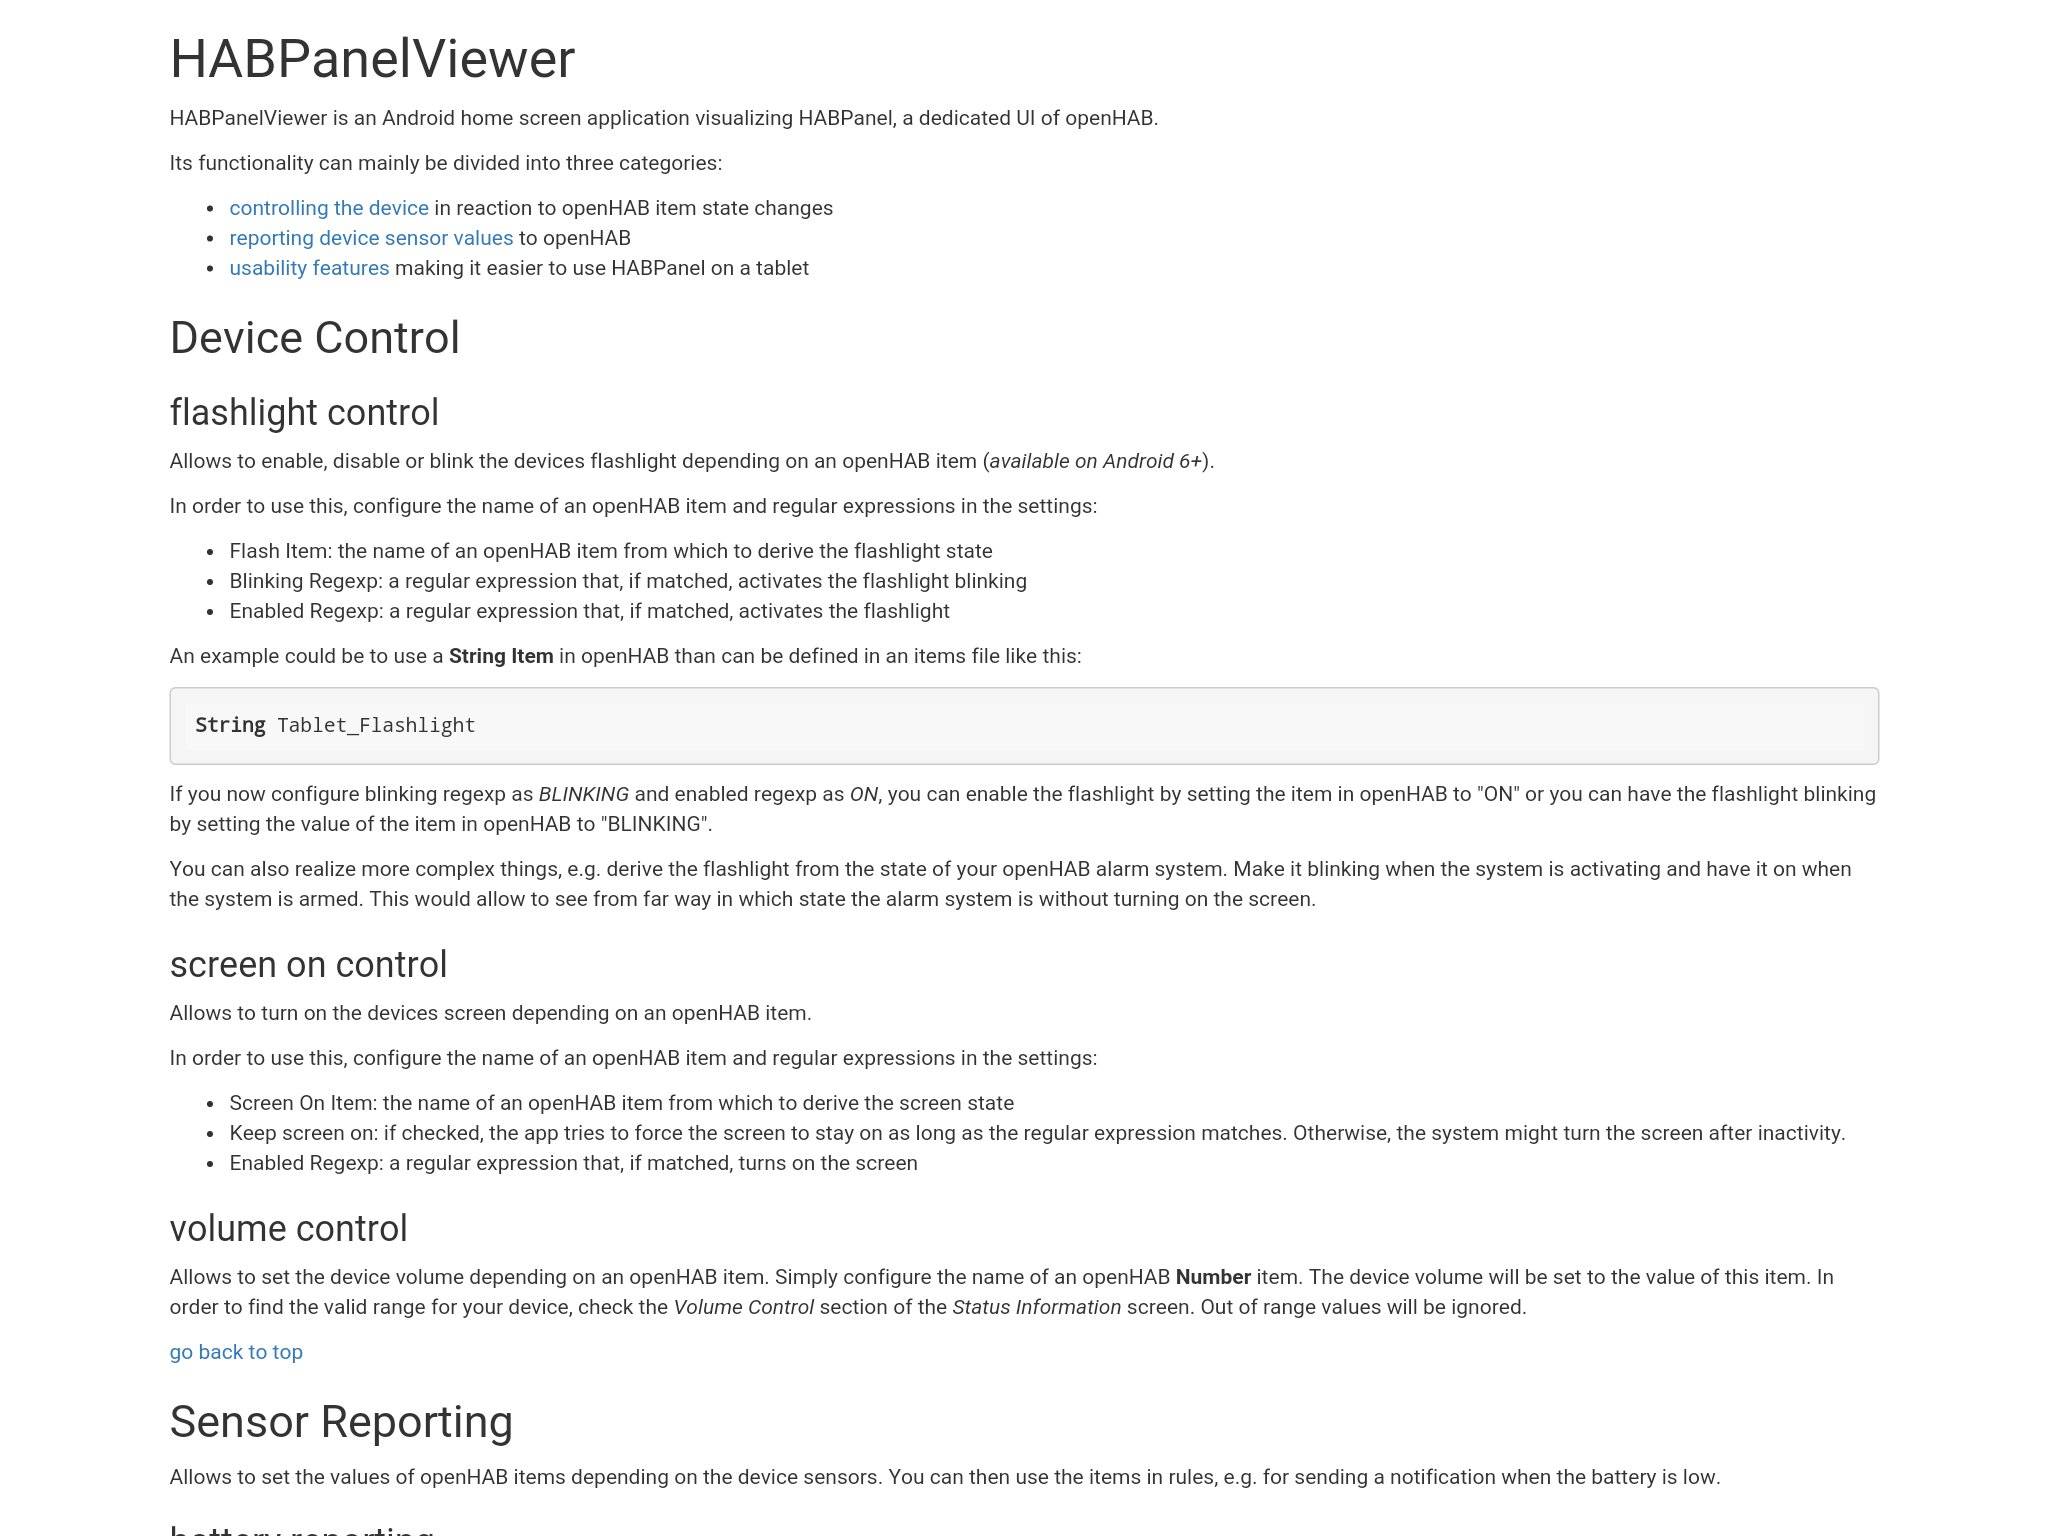 HABPanelViewer
HABPanelViewer is an Android home screen application visualizing HABPanel, a dedicated UI of openHAB.
Its functionality can mainly be divided into three categories:
• controlling the device in reaction to openHAB item state changes
• reporting device sensor values to openHAB
• usability features making it easier to use HABPanel on a tablet
Device Control
flashlight control
Allows to enable, disable or blink the devices flashlight depending on an openHAB item (available on Android 6+).
In order to use this, configure the name of an openHAB item and regular expressions in the settings:
• Flash Item: the name of an openHAB item from which to derive the flashlight state
• Blinking Regexp: a regular expression that, if matched, activates the flashlight blinking
• Enabled Regexp: a regular expression that, if matched, activates the flashlight
An example could be to use a String Item in openHAB than can be defined in an items file like this:
String Tablet_Flashlight
If you now configure blinking regexp as BLINKING and enabled regexp as ON, you can enable the flashlight by setting the item in openHAB to "ON" or you can have the flashlight blinking
by setting the value of the item in openHAB to "BLINKING".
You can also realize more complex things, e.g. derive the flashlight from the state of your openHAB alarm system. Make it blinking when the system is activating and have it on when
the system is armed. This would allow to see from far way in which state the alarm system is without turning on the screen.
screen on control
Allows to turn on the devices screen depending on an openHAB item.
In order to use this, configure the name of an openHAB item and regular expressions in the settings:
• Screen On Item: the name of an openHAB item from which to derive the screen state
• Keep screen on: if checked, the app tries to force the screen to stay on as long as the regular expression matches. Otherwise, the system might turn the screen after inactivity.
• Enabled Regexp: a regular expression that, if matched, turns on the screen
volume control
Allows to set the device volume depending on an openHAB item. Simply configure the name of an openHAB Number item. The device volume will be set to the value of this item. In
order to find the valid range for your device, check the Volume Control section of the Status Information screen. Out of range values will be ignored.
go back to top
Sensor Reporting
Allows to set the values of openHAB items depending on the device sensors. You can then use the items in rules, e.g. for sending a notification when the battery is low.
battery reporting